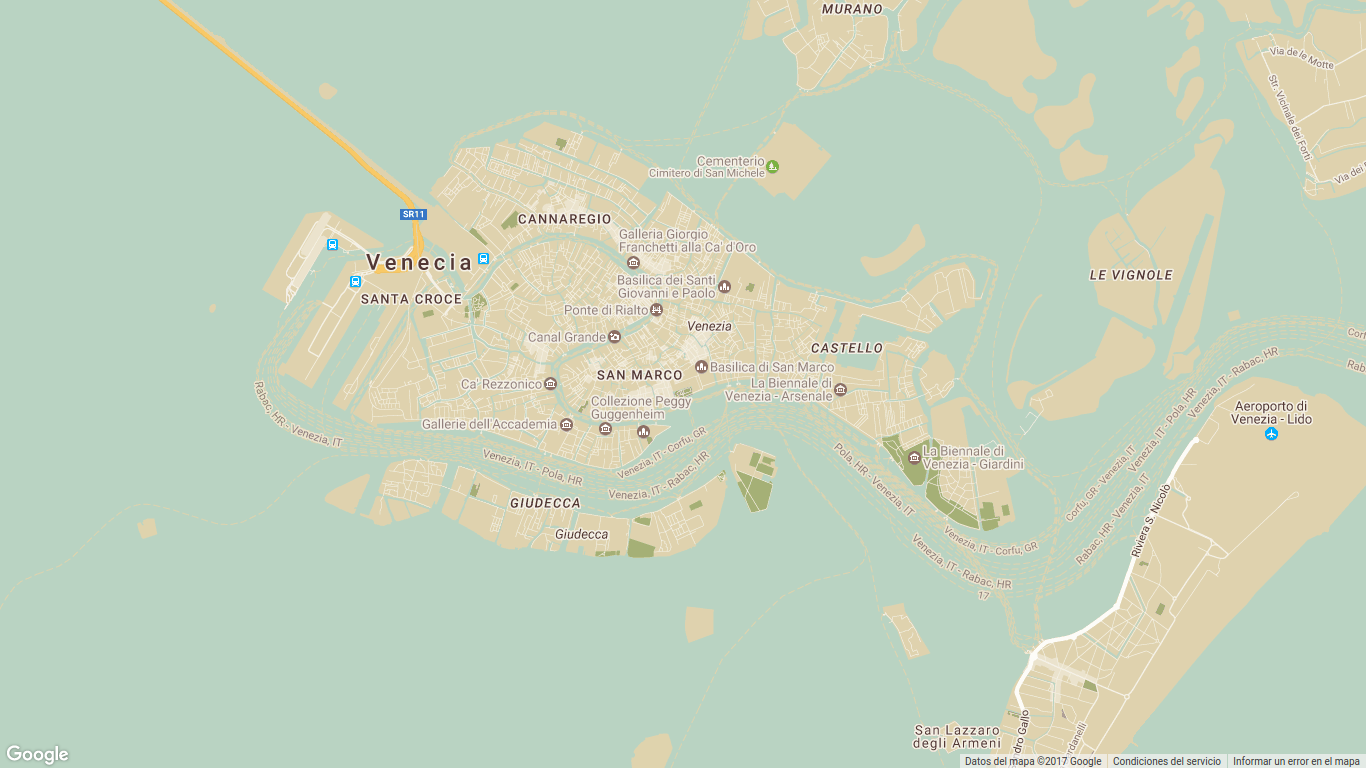 MURANO
Via de le Motte
Str. Vicinale dei Forti
Cementerio
Cimitero di San Michele
Via dei
SR11
CANNAREGIO
Galleria Giorgio
Franchetti alla Ca' d'Oro
Venecia
SANTA CROCE
Basilica dei Santi
Giovanni e Paolo
LE VIGNOLE
Ponte di Rialto
Venezia
Canal Grande
CASTELLO
SAN MARCO
Basilica di San Marco
Ca' Rezzonico
La Biennale di
Venezia - Arsenale
Collezione Peggy
Guggenheim
Gallerie dell'Accademia
Rabac, HR - Venezia, IT
Venezia, IT - Pola, HR
Venezia, IT - Corfu, GR
Venezia, IT - Rabac, HR
Pola, HR - Venezia, IT
La Biennale di
Venezia - Giardini
Corfu, GR - Venezia, IT
Venezia, IT - Pola, HR
Venezia, IT - Rabac, HR
Rabac, HR - Venezia, IT
Corf
Raba
Aeroporto di
Venezia - Lido
GIUDECCA
Giudecca
Venezia, IT - Corfu, GR
Venezia, IT - Rabac, HR
17
Riviera S. Nicolò
San Lazzaro
degli Armeni
dro Gallo
rdanelli
Google
Datos del mapa ©2017 Google Condiciones del servicio Informar un error en el mapa